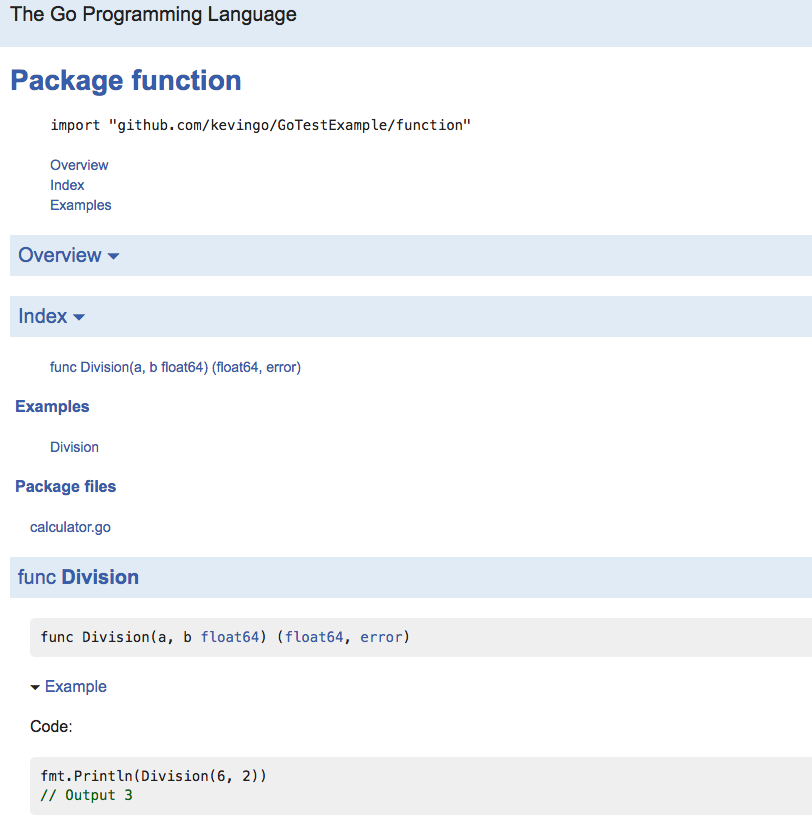 The Go Programming Language
Package function
import "github.com/kevingo/GoTestExample/function"
Overview
Index
Examples
Overview ▾
Index ▾
func Division(a, b float64) (float64, error)
Examples
Division
Package files
calculator.go
func Division
func Division(a, b float64) (float64, error)
▾ Example
Code:
fmt.Println(Division(6, 2))
// Output 3